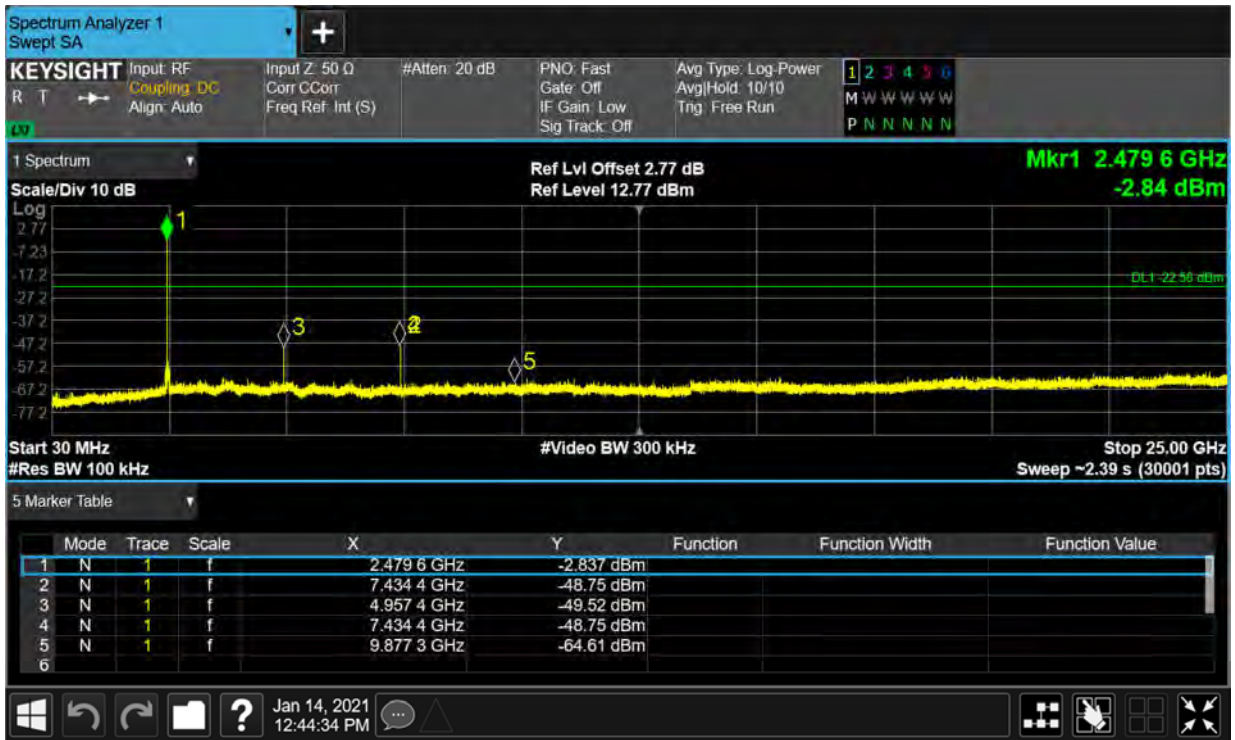 Spectrum Analyzer 1
Swept SA
KEYSIGHT Input: RF Input Z: 50 Ω #Atten: 20 dB PNO: Fast Avg Type: Log-Power 1 2 3 4 5 6
R T Coupling: DC Corr CCorr Gate: Off Avg|Hold: 10/10 M W W W W W
Align: Auto Freq Ref: Int (S) IF Gain: Low Trig: Free Run
Sig Track: Off P N N N N N
1 Spectrum
Ref Lvl Offset 2.77 dB Mkr1 2.479 6 GHz
Scale/Div 10 dB Ref Level 12.77 dBm -2.84 dBm
Log
1
2.77
-7.23
-17.2
DL1 -22.56 dBm
-27.2
-37.2
3
-47.2
5
-57.2
-67.2
-77.2
Start 30 MHz #Video BW 300 kHz Stop 25.00 GHz
#Res BW 100 kHz Sweep ~2.39 s (30001 pts)
5 Marker Table
Mode Trace Scale X Y Function Function Width Function Value
1 N 1 f 2.479 6 GHz -2.837 dBm
2 N 1 f 7.434 4 GHz -48.75 dBm
3 N 1 f 4.957 4 GHz -49.52 dBm
4 N 1 f 7.434 4 GHz -48.75 dBm
5 N 1 f 9.877 3 GHz -64.61 dBm
6
? Jan 14, 2021
12:44:34 PM